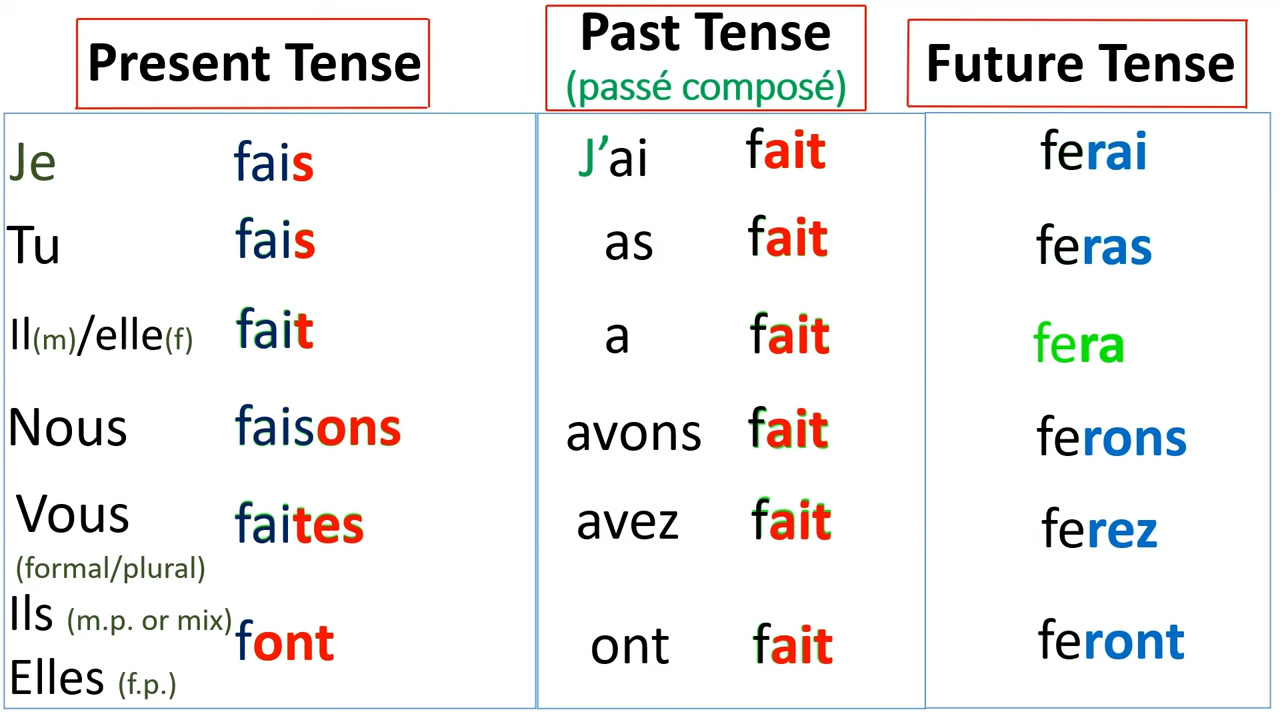 Present Tense
Past Tense
(passé composé)
Future Tense
Je fais J'ai fait ferai
Tu fais as fait feras
Il(m)/elle(f) fait a fait fera
Nous faisons avons fait ferons
Vous faites avez fait ferez
(formal/plural)
Ils (m.p. or mix) font ont fait feront
Elles (f.p.)